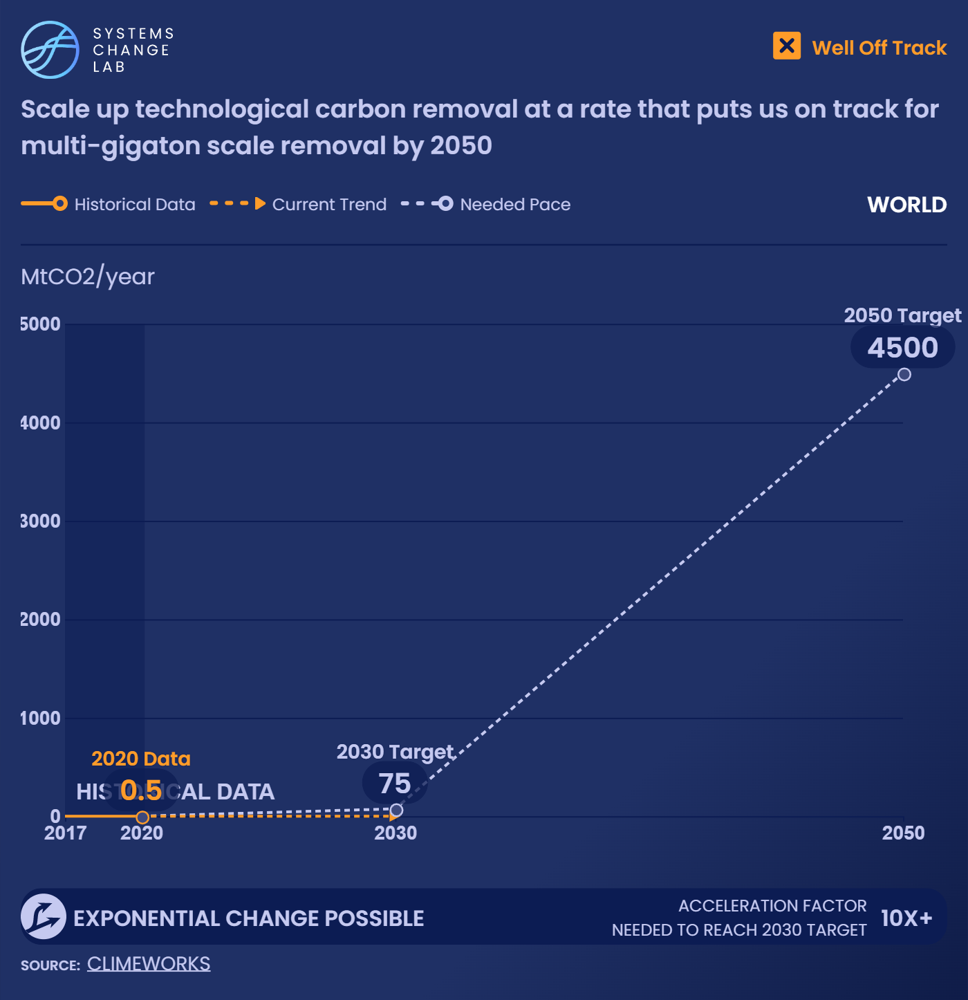 SYSTEMS
CHANGE
LAB
Well Off Track
Scale up technological carbon removal at a rate that puts us on track for
multi-gigaton scale removal by 2050
Historical Data
Current Trend
Needed Pace
WORLD
MtCO2/year
5000
2050 Target
4500
4000
3000
2000
1000
2020 Data
0.5
HISTORICAL DATA
2030 Target
75
0
2017
2020
2030
2050
EXPONENTIAL CHANGE POSSIBLE
ACCELERATION FACTOR
NEEDED TO REACH 2030 TARGET
10X+
SOURCE: CLIMEWORKS